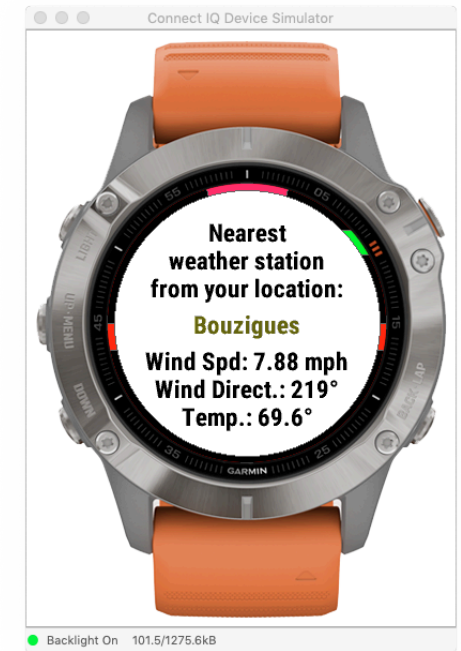 Connect IQ Device Simulator
55
05
LIGHT
Nearest
weather station
from your location:
Bouzigues
Wind Spd: 7.88 mph
Wind Direct.: 219°
Temp.: 69.6°
UP·MENU
45
15
DOWN
BACK·LAP
35
25
GARMIN
Backlight On 101.5/1275.6kB